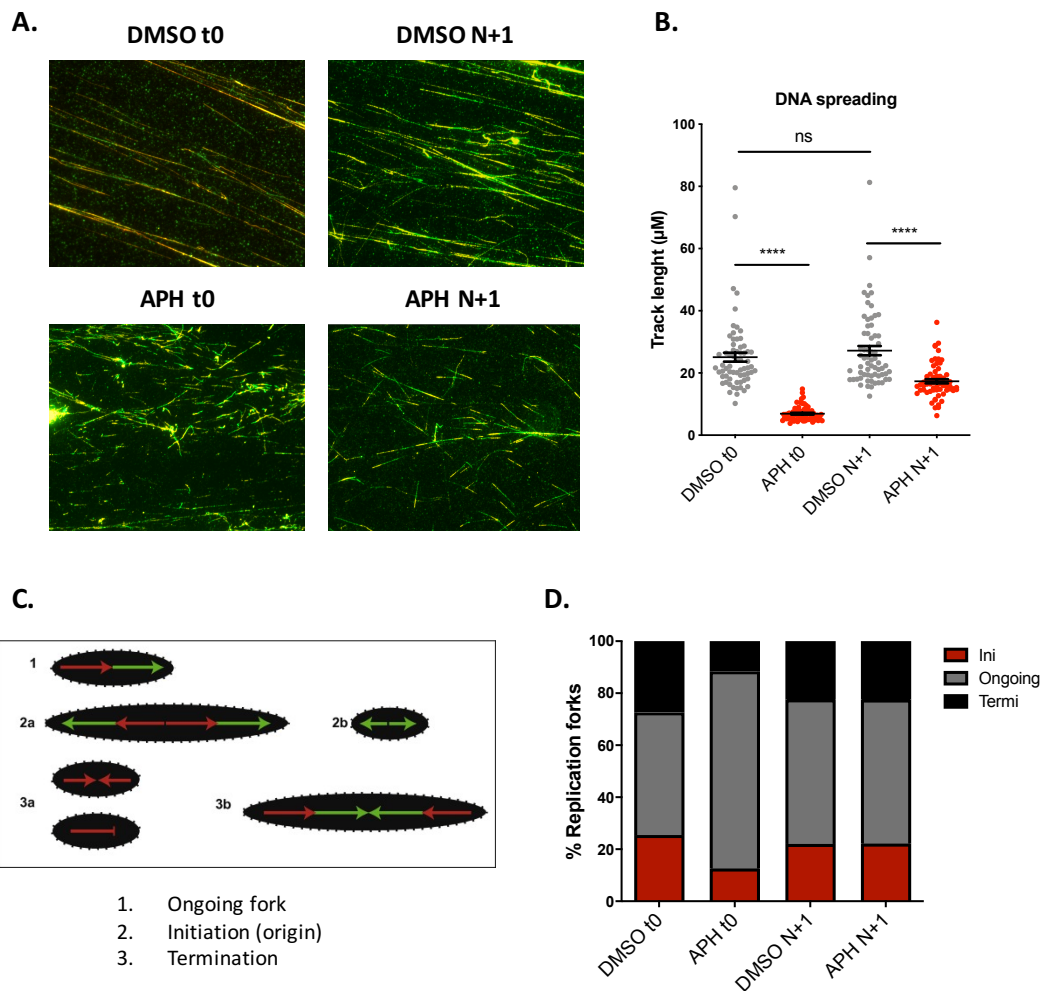 A.
DMSO t0
DMSO N+1
APH t0
APH N+1
B.
DNA spreading
Track lenght (µM)
100
80
60
40
20
0
ns
****
****
DMSO t0
APH t0
DMSO N+1
APH N+1
C.
1
2a
2b
3a
3b
1. Ongoing fork
2. Initiation (origin)
3. Termination
D.
% Replication forks
100
80
60
40
20
0
Ini
Ongoing
Termi
DMSO t0
APH t0
DMSO N+1
APH N+1